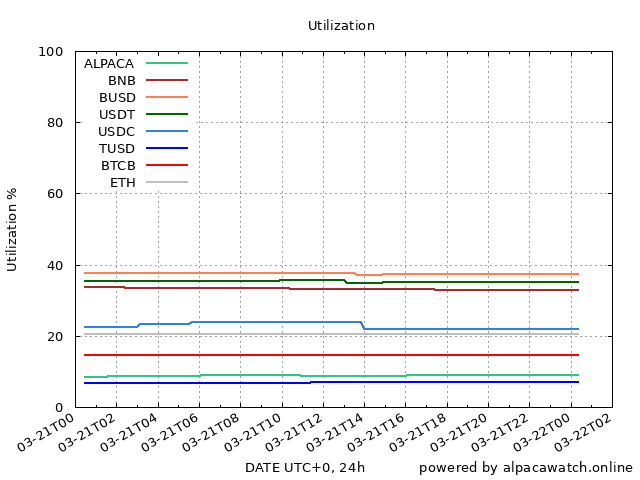 Utilization
100
80
60
40
20
0
Utilization %
ALPACA
BNB
BUSD
USDT
USDC
TUSD
BTCB
ETH
03-21T00
03-21T02
03-21T04
03-21T06
03-21T08
03-21T10
03-21T12
03-21T14
03-21T16
03-21T18
03-21T20
03-21T22
03-22T00
03-22T02
DATE UTC+0, 24h
powered by alpacawatch.online